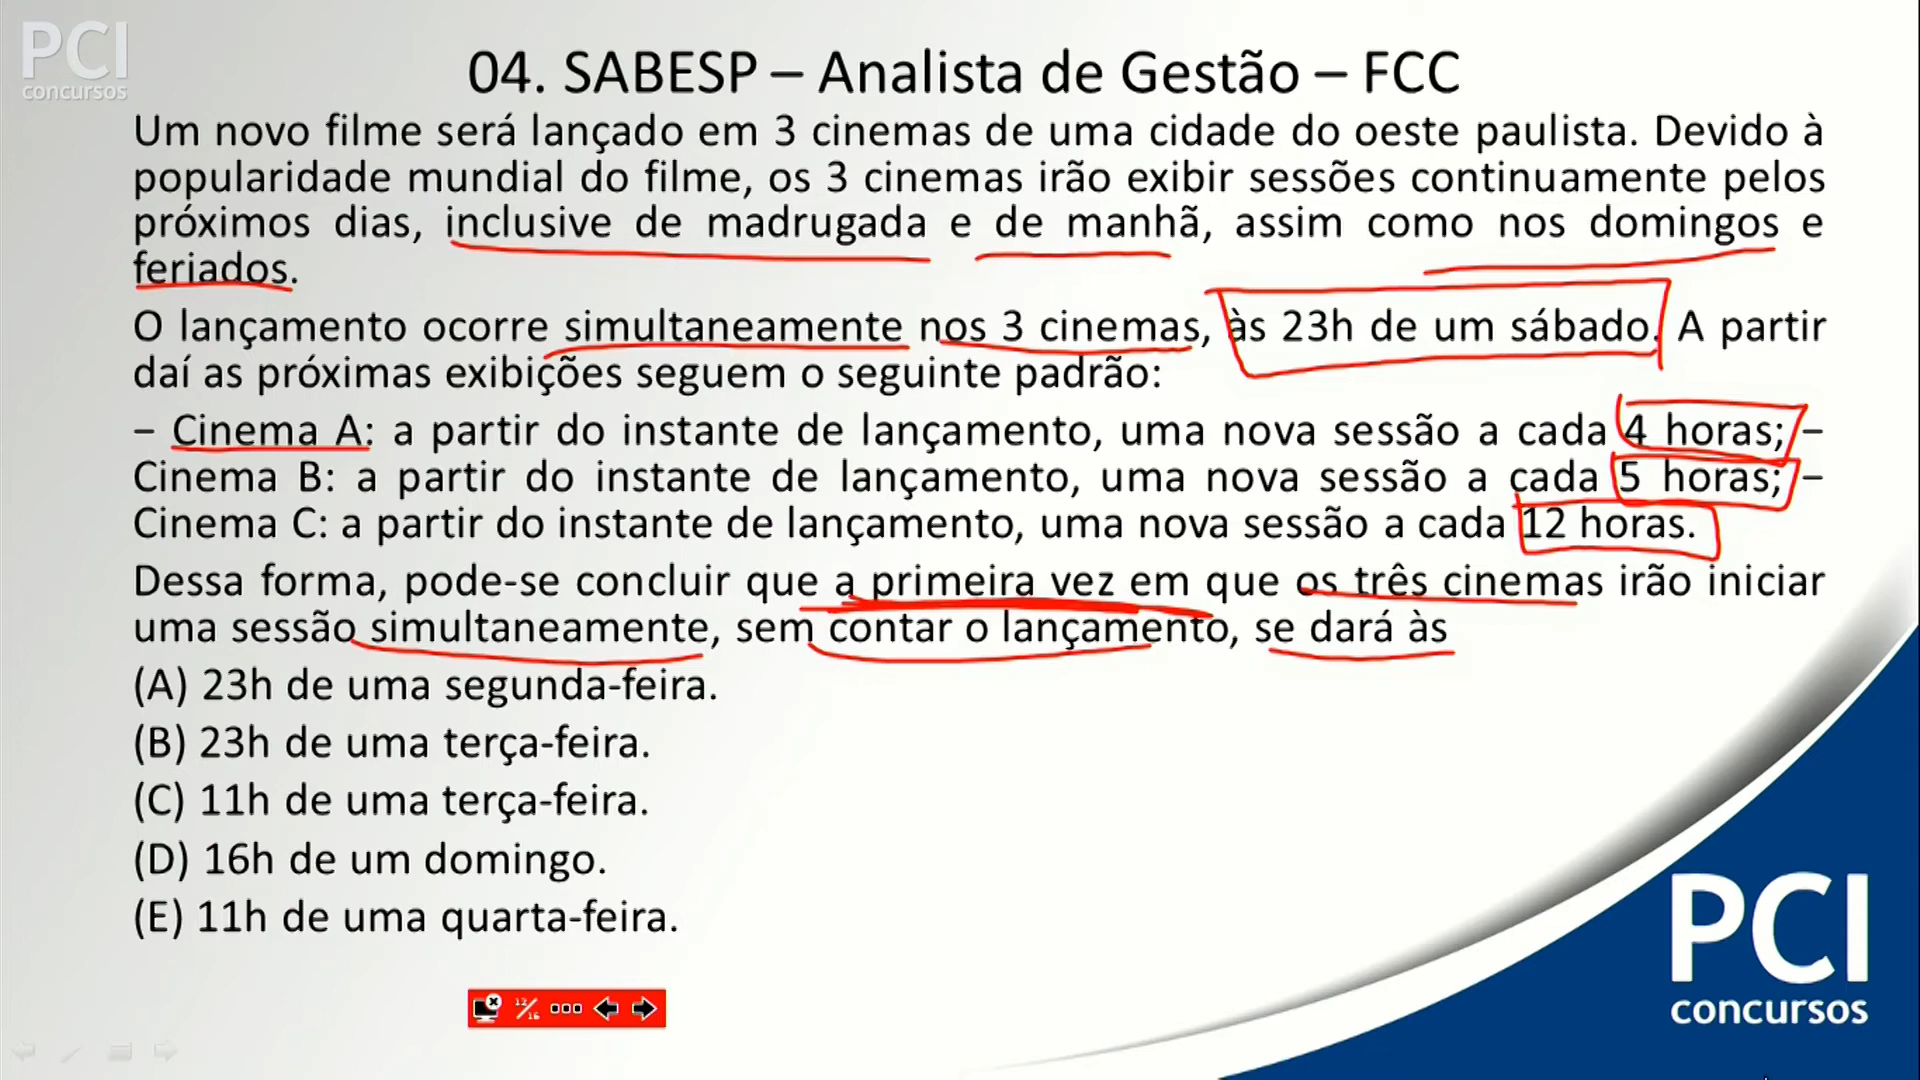 PCI
concursos
04. SABESP – Analista de Gestão – FCC
Um novo filme será lançado em 3 cinemas de uma cidade do oeste paulista. Devido à
popularidade mundial do filme, os 3 cinemas irão exibir sessões continuamente pelos
próximos dias, inclusive de madrugada e de manhã, assim como nos domingos e
feriados.
O lançamento ocorre simultaneamente nos 3 cinemas, às 23h de um sábado. A partir
daí as próximas exibições seguem o seguinte padrão:
− Cinema A: a partir do instante de lançamento, uma nova sessão a cada 4 horas; −
Cinema B: a partir do instante de lançamento, uma nova sessão a cada 5 horas; −
Cinema C: a partir do instante de lançamento, uma nova sessão a cada 12 horas.
Dessa forma, pode-se concluir que a primeira vez em que os três cinemas irão iniciar
uma sessão simultaneamente, sem contar o lançamento, se dará às
(A) 23h de uma segunda-feira.
(B) 23h de uma terça-feira.
(C) 11h de uma terça-feira.
(D) 16h de um domingo.
(E) 11h de uma quarta-feira.
12/16
PCI
concursos